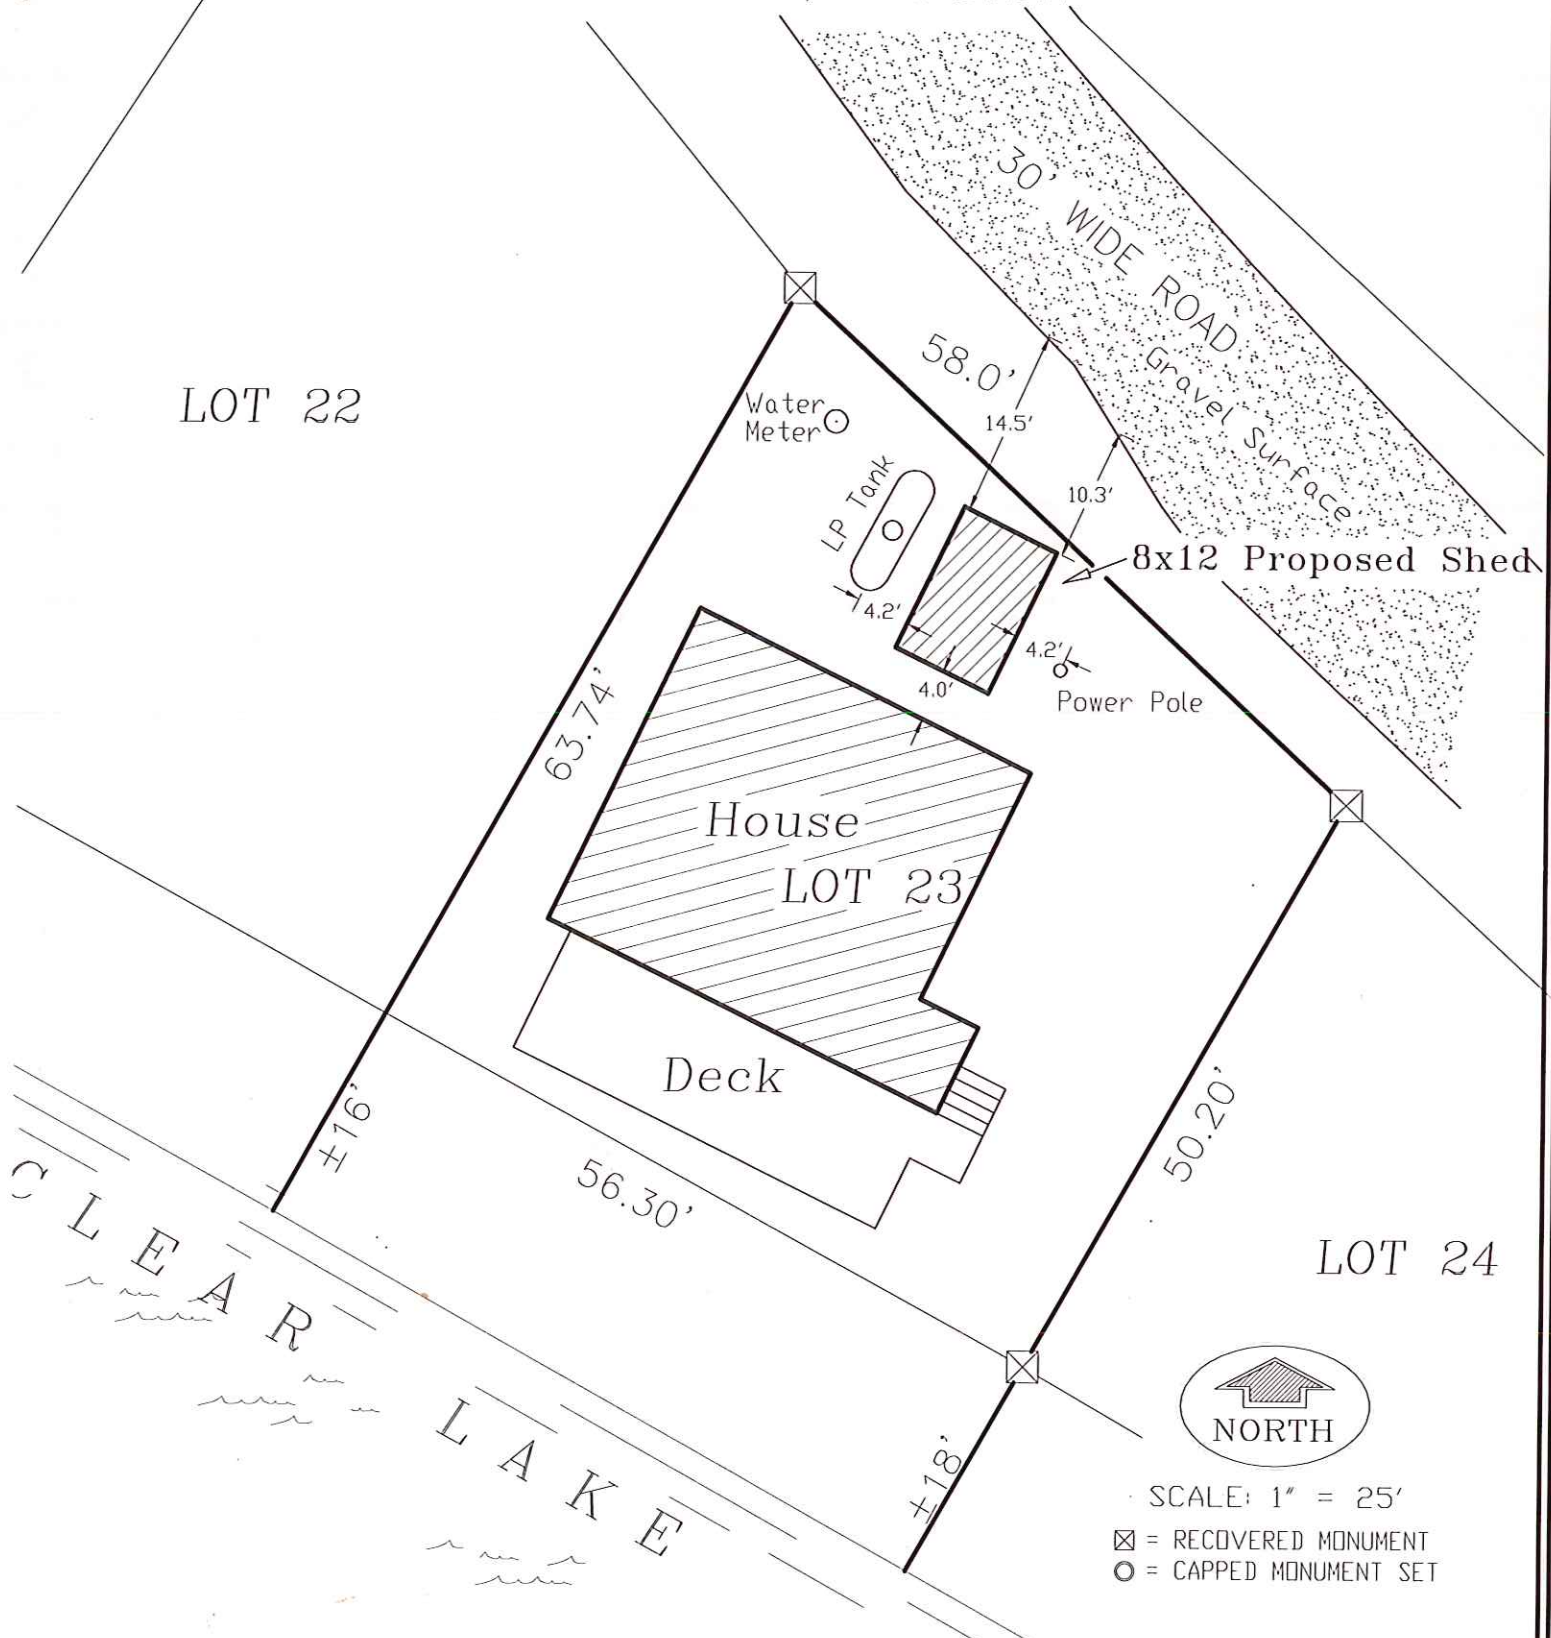 30' WIDE ROAD
Gravel Surface
58.0'
14.5'
10.3'
LOT 22
Water
Meter
LP Tank
8x12 Proposed Shed
4.2'
4.2'
4.0'
Power Pole
63.74'
House
LOT 23
Deck
50.20'
±16'
56.30'
LOT 24
CLEAR LAKE
±18'
NORTH
SCALE: 1" = 25'
= RECOVERED MONUMENT
= CAPPED MONUMENT SET